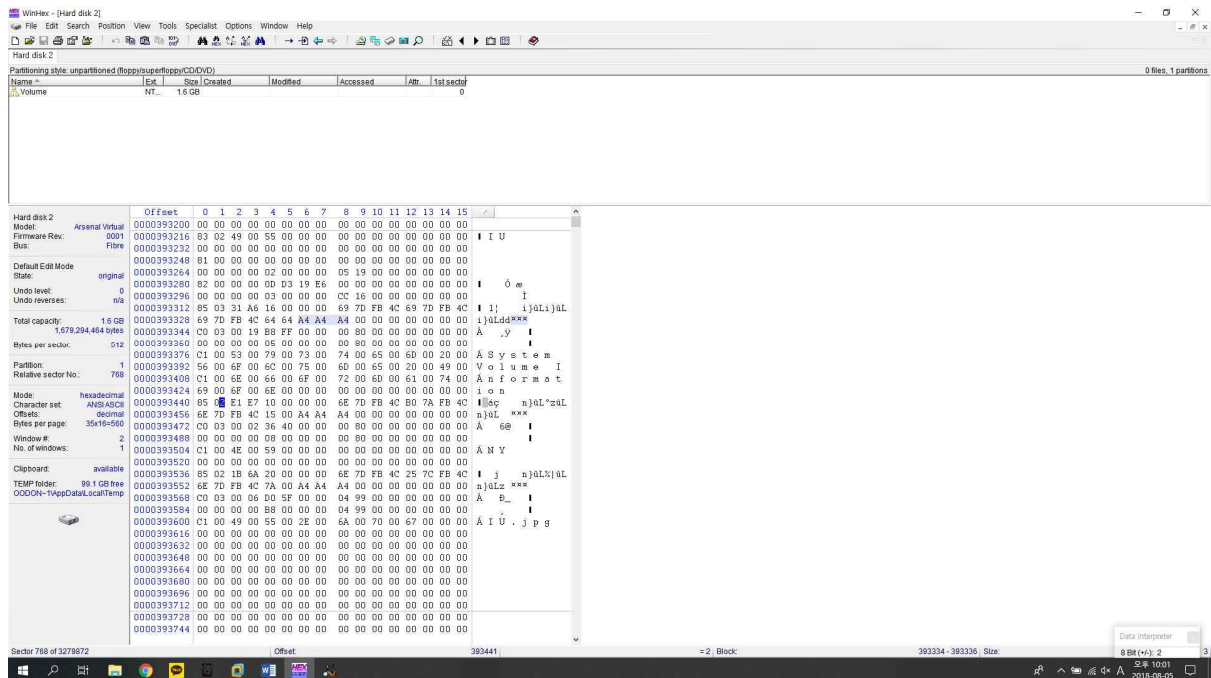 WinHex - [Hard disk 2]
File Edit Search Position View Tools Specialist Options Window Help
Hard disk 2
Partitioning style: unpartitioned (floppy/superfloppy/CD/DVD) 0 files, 1 partitions
Name Ext. Size Created Modified Accessed Attr. 1st sector
Volume NT... 1.6 GB 0
Hard disk 2
Model: Arsenal Virtual
Firmware Rev.: 0001
Bus: Fibre
Default Edit Mode
State: original
Undo level: 0
Undo reverses: n/a
Total capacity: 1.6 GB
1,679,294,464 bytes
Bytes per sector: 512
Partition: 1
Relative sector No.: 768
Mode: hexadecimal
Character set: ANSI ASCII
Offsets: decimal
Bytes per page: 35x16=560
Window #: 2
No. of windows: 1
Clipboard: available
TEMP folder: 99.1 GB free
OODON~1\AppData\Local\Temp
Offset 0 1 2 3 4 5 6 7 8 9 10 11 12 13 14 15
0000393200 00 00 00 00 00 00 00 00 00 00 00 00 00 00 00 00
0000393216 83 02 49 00 55 00 00 00 00 00 00 00 00 00 00 00 I U
0000393232 00 00 00 00 00 00 00 00 00 00 00 00 00 00 00 00
0000393248 81 00 00 00 00 00 00 00 00 00 00 00 00 00 00 00
0000393264 00 00 00 00 02 00 00 00 05 19 00 00 00 00 00 00
0000393280 82 00 00 00 0D D3 19 E6 00 00 00 00 00 00 00 00 Ó æ
0000393296 00 00 00 00 03 00 00 00 CC 16 00 00 00 00 00 00 Ì
0000393312 85 03 31 A6 16 00 00 00 69 7D FB 4C 69 7D FB 4C 1¦ i}ûLi}ûL
0000393328 69 7D FB 4C 64 64 A4 A4 A4 00 00 00 00 00 00 00 i}ûLdd¤¤¤
0000393344 C0 03 00 19 B8 FF 00 00 00 80 00 00 00 00 00 00 À ¸ÿ
0000393360 00 00 00 00 05 00 00 00 00 80 00 00 00 00 00 00
0000393376 C1 00 53 00 79 00 73 00 74 00 65 00 6D 00 20 00 Á S y s t e m
0000393392 56 00 6F 00 6C 00 75 00 6D 00 65 00 20 00 49 00 V o l u m e I
0000393408 C1 00 6E 00 66 00 6F 00 72 00 6D 00 61 00 74 00 Á n f o r m a t
0000393424 69 00 6F 00 6E 00 00 00 00 00 00 00 00 00 00 00 i o n
0000393440 85 02 E1 E7 10 00 00 00 6E 7D FB 4C B0 7A FB 4C áç n}ûL°zûL
0000393456 6E 7D FB 4C 15 00 A4 A4 A4 00 00 00 00 00 00 00 n}ûL ¤¤¤
0000393472 C0 03 00 02 36 40 00 00 00 80 00 00 00 00 00 00 À 6@
0000393488 00 00 00 00 08 00 00 00 00 80 00 00 00 00 00 00
0000393504 C1 00 4E 00 59 00 00 00 00 00 00 00 00 00 00 00 Á N Y
0000393520 00 00 00 00 00 00 00 00 00 00 00 00 00 00 00 00
0000393536 85 02 1B 6A 20 00 00 00 6E 7D FB 4C 25 7C FB 4C j n}ûL%|ûL
0000393552 6E 7D FB 4C 7A 00 A4 A4 A4 00 00 00 00 00 00 00 n}ûLz ¤¤¤
0000393568 C0 03 00 06 D0 5F 00 00 04 99 00 00 00 00 00 00 À Ð_
0000393584 00 00 00 00 B8 00 00 00 04 99 00 00 00 00 00 00 ¸
0000393600 C1 00 49 00 55 00 2E 00 6A 00 70 00 67 00 00 00 Á I U . j p g
0000393616 00 00 00 00 00 00 00 00 00 00 00 00 00 00 00 00
0000393632 00 00 00 00 00 00 00 00 00 00 00 00 00 00 00 00
0000393648 00 00 00 00 00 00 00 00 00 00 00 00 00 00 00 00
0000393664 00 00 00 00 00 00 00 00 00 00 00 00 00 00 00 00
0000393680 00 00 00 00 00 00 00 00 00 00 00 00 00 00 00 00
0000393696 00 00 00 00 00 00 00 00 00 00 00 00 00 00 00 00
0000393712 00 00 00 00 00 00 00 00 00 00 00 00 00 00 00 00
0000393728 00 00 00 00 00 00 00 00 00 00 00 00 00 00 00 00
0000393744 00 00 00 00 00 00 00 00 00 00 00 00 00 00 00 00
Data Interpreter
8 Bit (+/-): 2
Sector 768 of 3279872 Offset: 393441 = 2 Block: 393334 - 393336 Size: 3
A 오후 10:01
2018-08-05